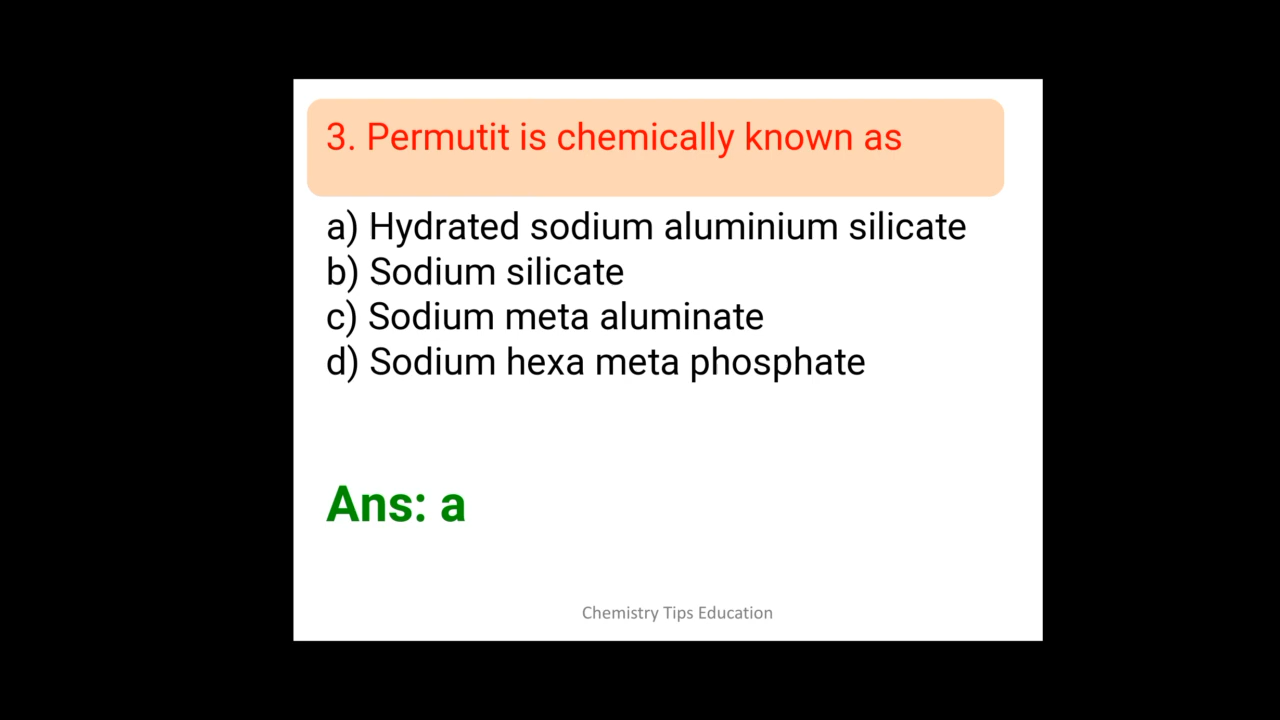 3. Permutit is chemically known as
a) Hydrated sodium aluminium silicate
b) Sodium silicate
c) Sodium meta aluminate
d) Sodium hexa meta phosphate
Ans: a
Chemistry Tips Education